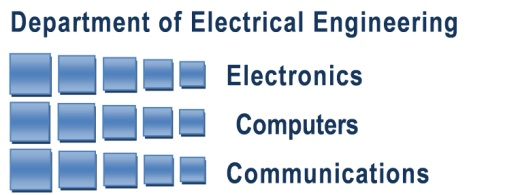 Department of Electrical Engineering
Electronics
Computers
Communications